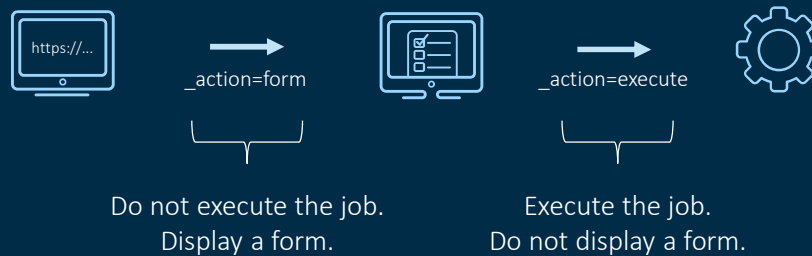 https://...
_action=form
_action=execute
Do not execute the job.
Display a form.
Execute the job.
Do not display a form.